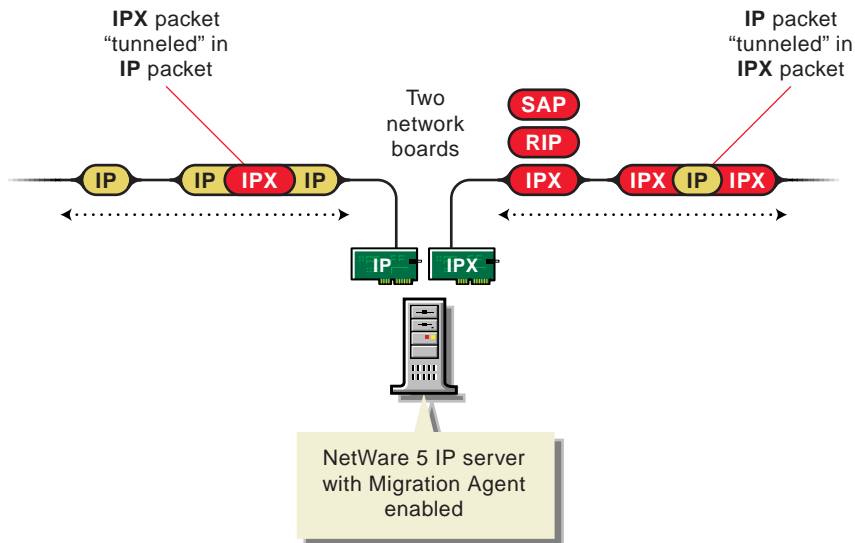 IPX packet
“tunneled” in
IP packet
IP packet
“tunneled” in
IPX packet
Two
network
boards
SAP
RIP
IP
IP IPX IP
IPX
IPX IP IPX
IP
IPX
NetWare 5 IP server
with Migration Agent
enabled